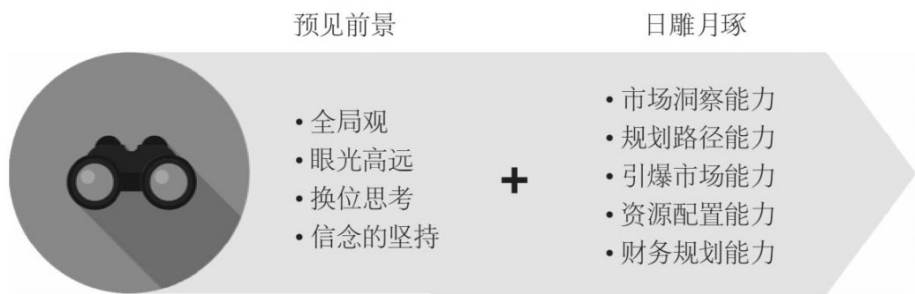 预见前景
• 全局观
• 眼光高远
• 换位思考
• 信念的坚持
+
日雕月琢
• 市场洞察能力
• 规划路径能力
• 引爆市场能力
• 资源配置能力
• 财务规划能力